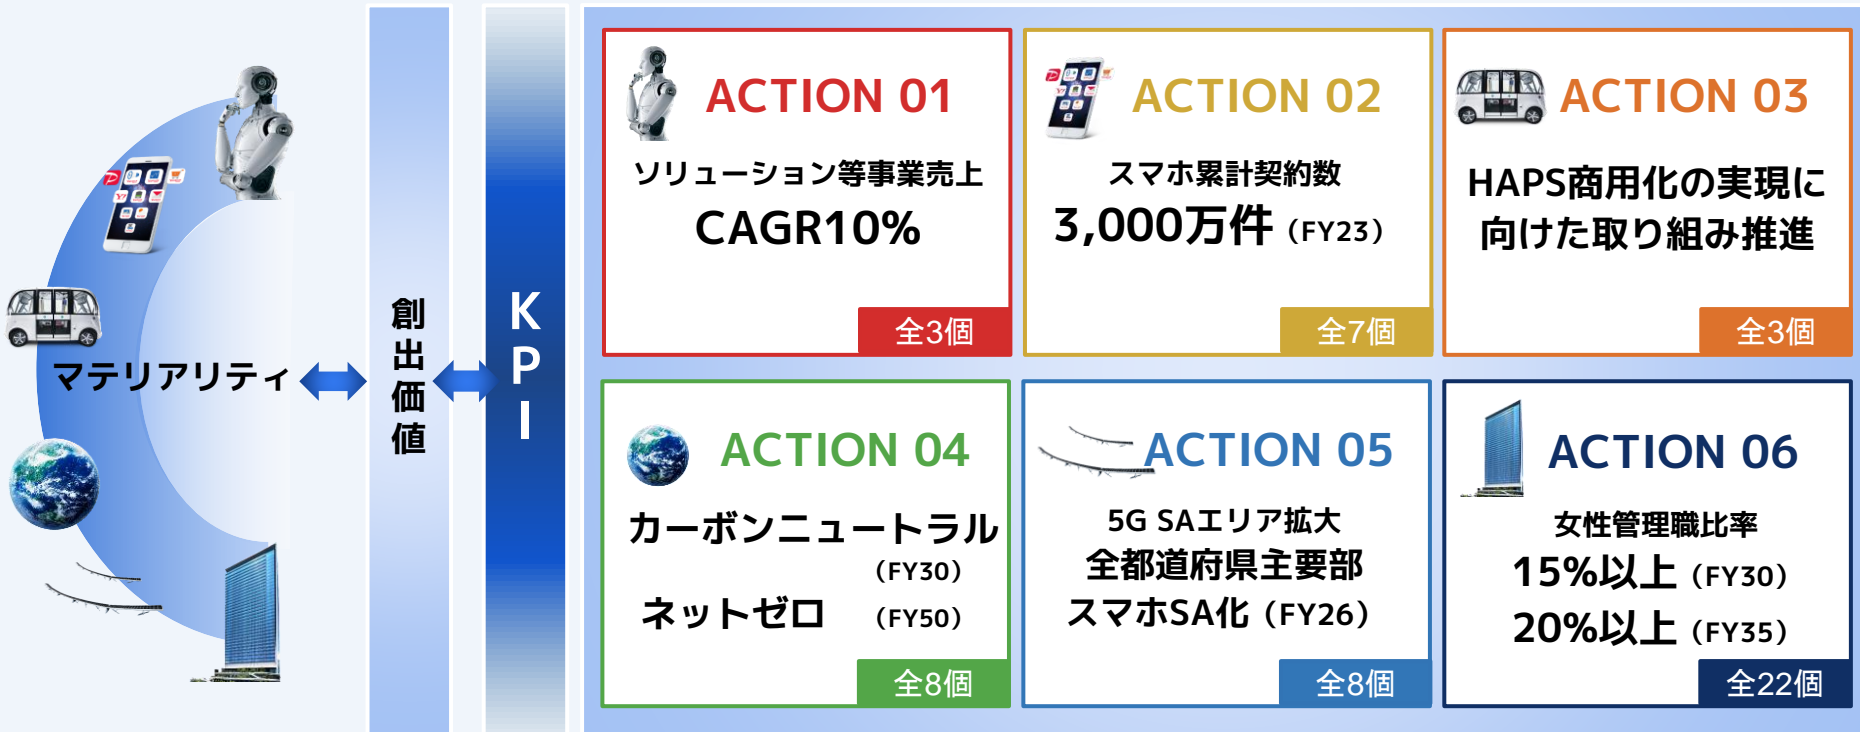 マテリアリティ
創出価値
KPI
ACTION 01
ソリューション等事業売上
CAGR10%
全3個
ACTION 02
スマホ累計契約数
3,000万件（FY23）
全7個
ACTION 03
HAPS商用化の実現に
向けた取り組み推進
全3個
ACTION 04
カーボンニュートラル
（FY30）
ネットゼロ （FY50）
全8個
ACTION 05
5G SAエリア拡大
全都道府県主要部
スマホSA化（FY26）
全8個
ACTION 06
女性管理職比率
15%以上（FY30）
20%以上（FY35）
全22個